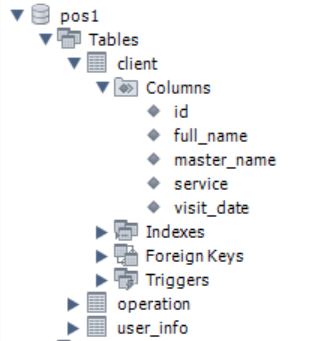 pos1
Tables
client
Columns
id
full_name
master_name
service
visit_date
Indexes
Foreign Keys
Triggers
operation
user_info